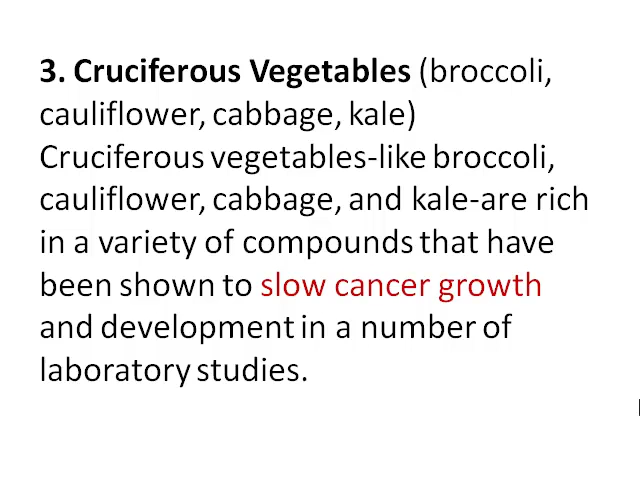 3. Cruciferous Vegetables (broccoli,
cauliflower, cabbage, kale)
Cruciferous vegetables-like broccoli,
cauliflower, cabbage, and kale-are rich
in a variety of compounds that have
been shown to slow cancer growth
and development in a number of
laboratory studies.